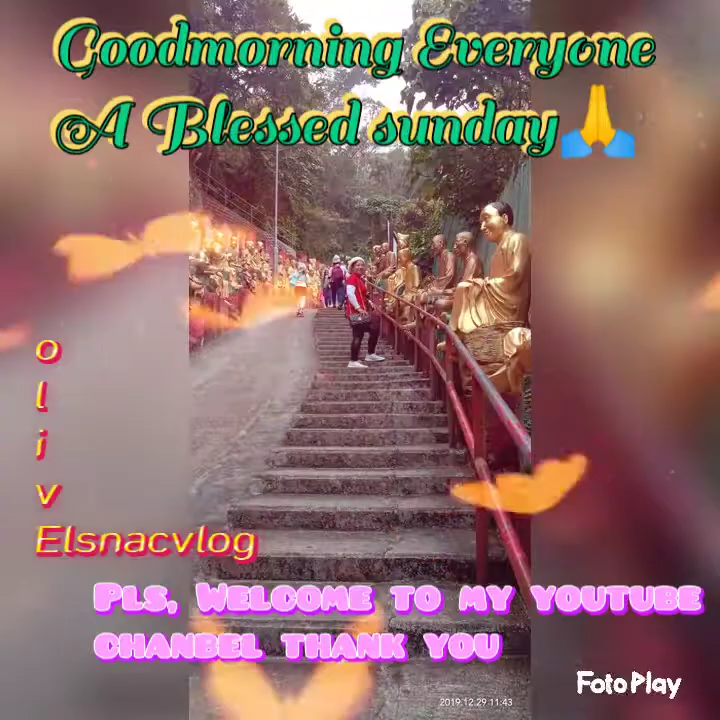 Goodmorning Everyone
A Blessed sunday🙏
o
l
i
v
Elsnacvlog
PLS, WELCOME TO MY YOUTUBE
CHANBEL THANK YOU
FotoPlay
2019.12.29 11:43